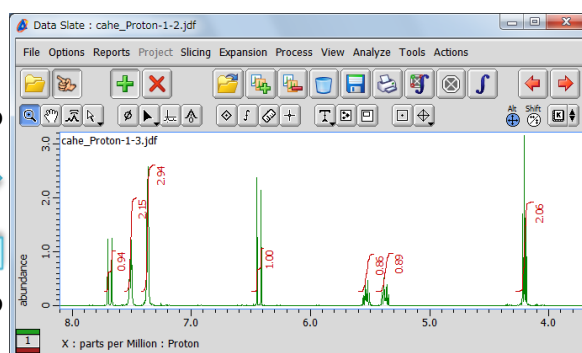 Data Slate : cahe_Proton-1-2.jdf
File Options Reports Project Slicing Expansion Process View Analyze Tools Actions
Alt Shift
cahe_Proton-1-3.jdf
abundance
3.0
2.0
1.0
0
0.94
2.15
2.94
1.00
0.86
0.89
2.06
8.0 7.0 6.0 5.0 4.0
1 X : parts per Million : Proton